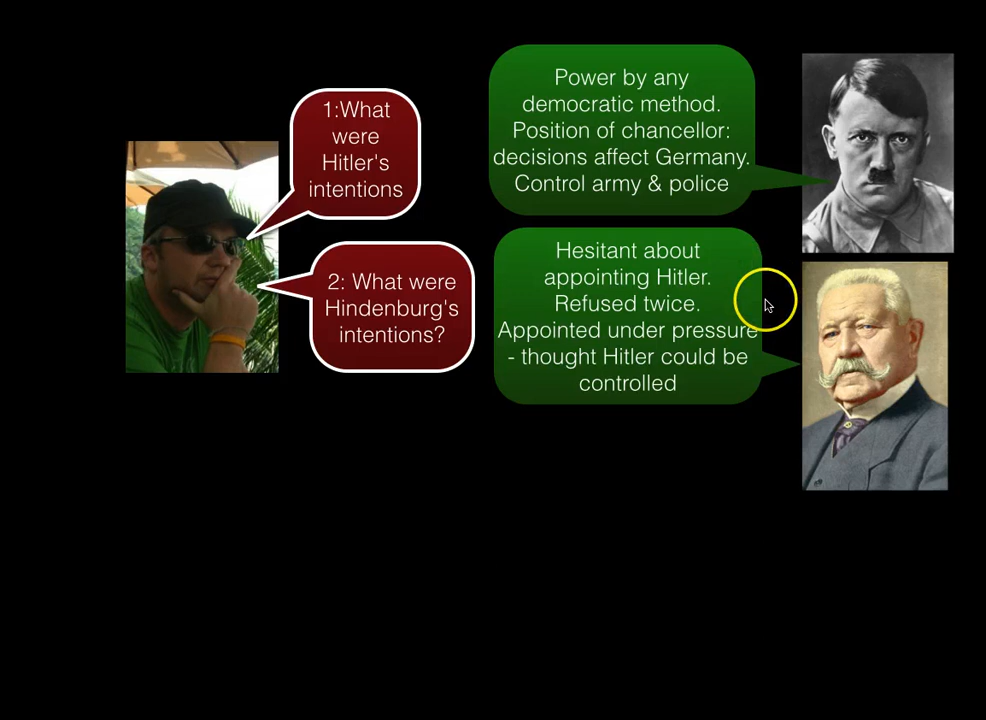 1:What
were
Hitler's
intentions
2: What were
Hindenburg's
intentions?
Power by any
democratic method.
Position of chancellor:
decisions affect Germany.
Control army & police
Hesitant about
appointing Hitler.
Refused twice.
Appointed under pressure
- thought Hitler could be
controlled